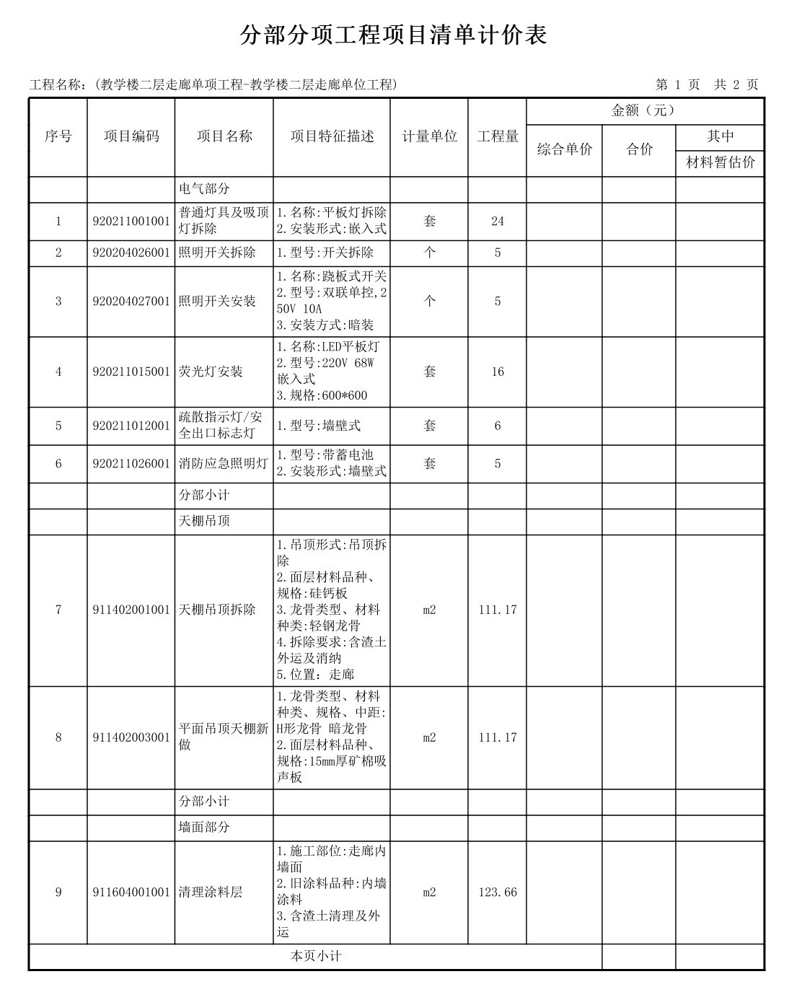 分部分项工程项目清单计价表
工程名称：(教学楼二层走廊单项工程-教学楼二层走廊单位工程) 第 1 页 共 2 页
序号 项目编码 项目名称 项目特征描述 计量单位 工程量 金额（元）
综合单价 合价 其中
材料暂估价
电气部分
1 920211001001 普通灯具及吸顶
灯拆除 1.名称:平板灯拆除
2.安装形式:嵌入式 套 24
2 920204026001 照明开关拆除 1.型号:开关拆除 个 5
3 920204027001 照明开关安装 1.名称:跷板式开关
2.型号:双联单控,2
50V 10A
3.安装方式:暗装 个 5
4 920211015001 荧光灯安装 1.名称:LED平板灯
2.型号:220V 68W
嵌入式
3.规格:600*600 套 16
5 920211012001 疏散指示灯/安
全出口标志灯 1.型号:墙壁式 套 6
6 920211026001 消防应急照明灯 1.型号:带蓄电池
2.安装形式:墙壁式 套 5
分部小计
天棚吊顶
7 911402001001 天棚吊顶拆除 1.吊顶形式:吊顶拆
除
2.面层材料品种、
规格:硅钙板
3.龙骨类型、材料
种类:轻钢龙骨
4.拆除要求:含渣土
外运及消纳
5.位置：走廊 m2 111.17
8 911402003001 平面吊顶天棚新
做 1.龙骨类型、材料
种类、规格、中距:
H形龙骨 暗龙骨
2.面层材料品种、
规格:15mm厚矿棉吸
声板 m2 111.17
分部小计
墙面部分
9 911604001001 清理涂料层 1.施工部位:走廊内
墙面
2.旧涂料品种:内墙
涂料
3.含渣土清理及外
运 m2 123.66
本页小计